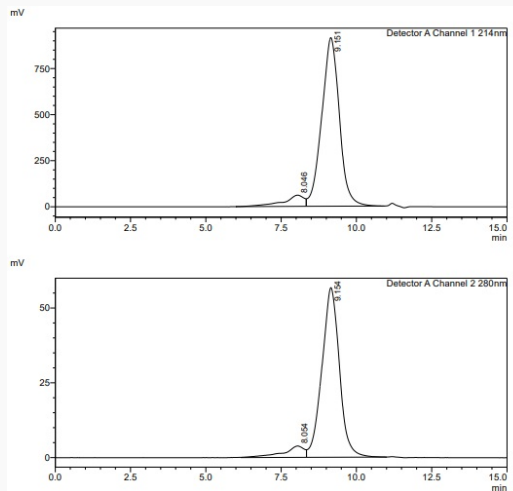 mV
Detector A Channel 1 214nm
9.151
750
500
250
8.046
0
0.0 2.5 5.0 7.5 10.0 12.5 15.0
min
mV
Detector A Channel 2 280nm
9.154
50
25
8.054
0
0.0 2.5 5.0 7.5 10.0 12.5 15.0
min